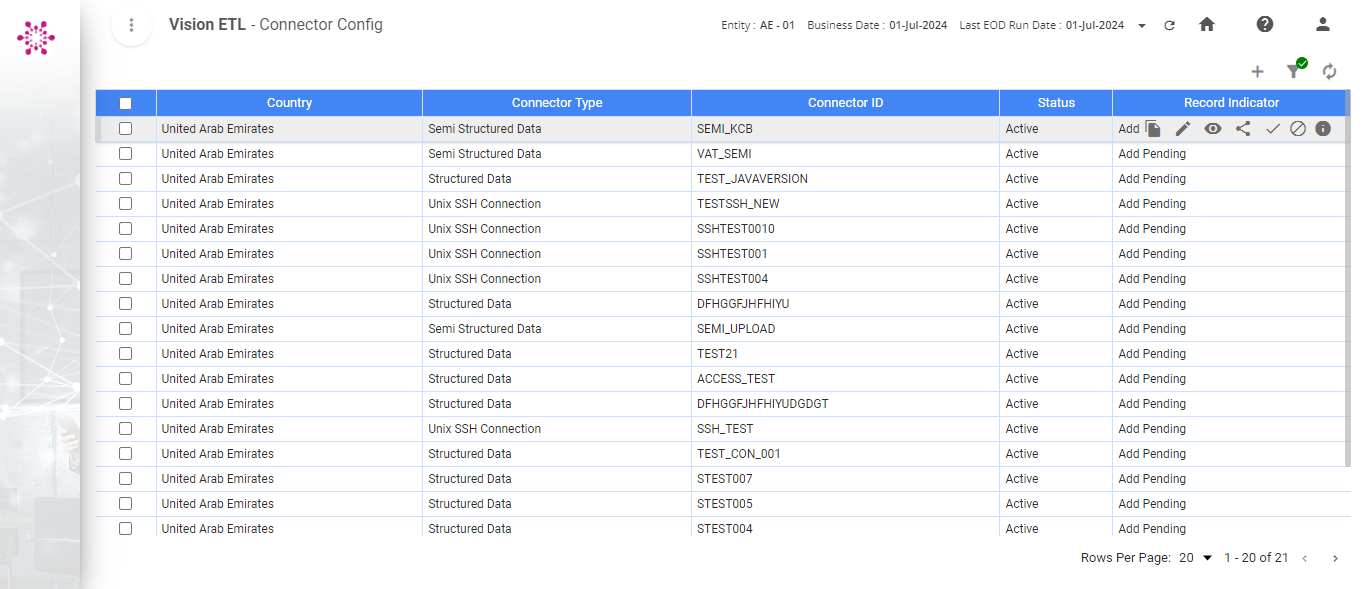 Vision ETL - Connector Config Entity : AE - 01 Business Date : 01-Jul-2024 Last EOD Run Date : 01-Jul-2024
Country Connector Type Connector ID Status Record Indicator
United Arab Emirates Semi Structured Data SEMI_KCB Active Add
United Arab Emirates Semi Structured Data VAT_SEMI Active Add Pending
United Arab Emirates Structured Data TEST_JAVAVERSION Active Add Pending
United Arab Emirates Unix SSH Connection TESTSSH_NEW Active Add Pending
United Arab Emirates Unix SSH Connection SSHTEST0010 Active Add Pending
United Arab Emirates Unix SSH Connection SSHTEST001 Active Add Pending
United Arab Emirates Unix SSH Connection SSHTEST004 Active Add Pending
United Arab Emirates Structured Data DFHGGFJHFHIYU Active Add Pending
United Arab Emirates Semi Structured Data SEMI_UPLOAD Active Add Pending
United Arab Emirates Structured Data TEST21 Active Add Pending
United Arab Emirates Structured Data ACCESS_TEST Active Add Pending
United Arab Emirates Structured Data DFHGGFJHFHIYUDGDGT Active Add Pending
United Arab Emirates Unix SSH Connection SSH_TEST Active Add Pending
United Arab Emirates Structured Data TEST_CON_001 Active Add Pending
United Arab Emirates Structured Data STEST007 Active Add Pending
United Arab Emirates Structured Data STEST005 Active Add Pending
United Arab Emirates Structured Data STEST004 Active Add Pending
Rows Per Page: 20 1 - 20 of 21